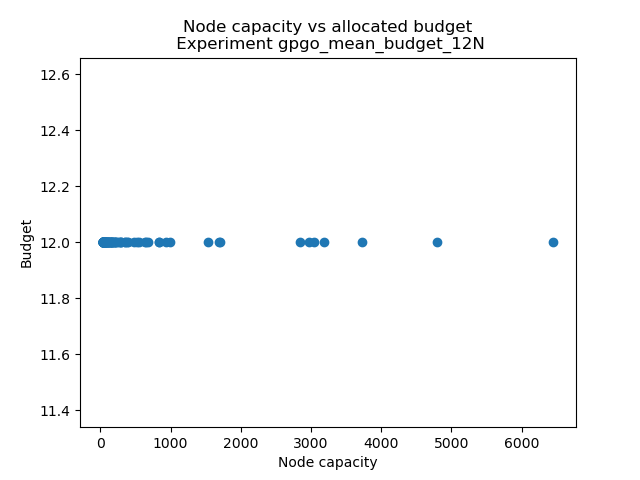 Node capacity vs allocated budget
Experiment gpgo_mean_budget_12N
12.6
12.4
12.2
12.0
11.8
11.6
11.4
Budget
0 1000 2000 3000 4000 5000 6000
Node capacity